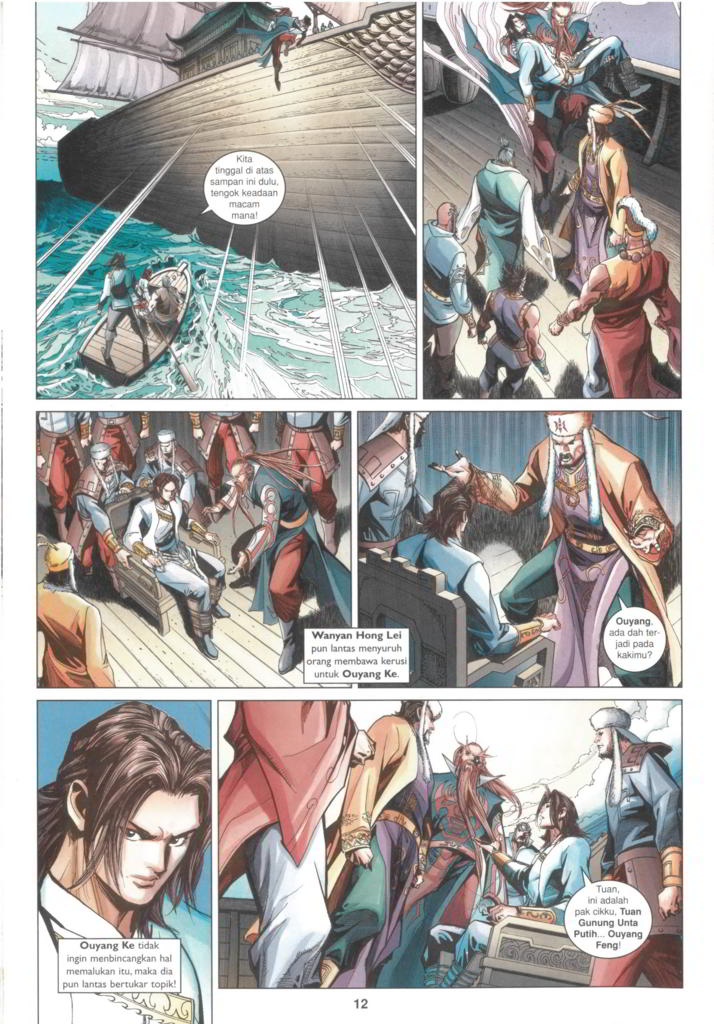 Kita
tinggal di atas
sampan ini dulu,
tengok keadaan
macam
mana!
Wanyan Hong Lei
pun lantas menyuruh
orang membawa kerusi
untuk Ouyang Ke.
Ouyang,
ada dah ter-
jadi pada
kakimu?
Ouyang Ke tidak
ingin menbincangkan hal
memalukan itu, maka dia
pun lantas bertukar topik!
Tuan,
ini adalah
pak cikku, Tuan
Gunung Unta
Putih... Ouyang
Feng!
12